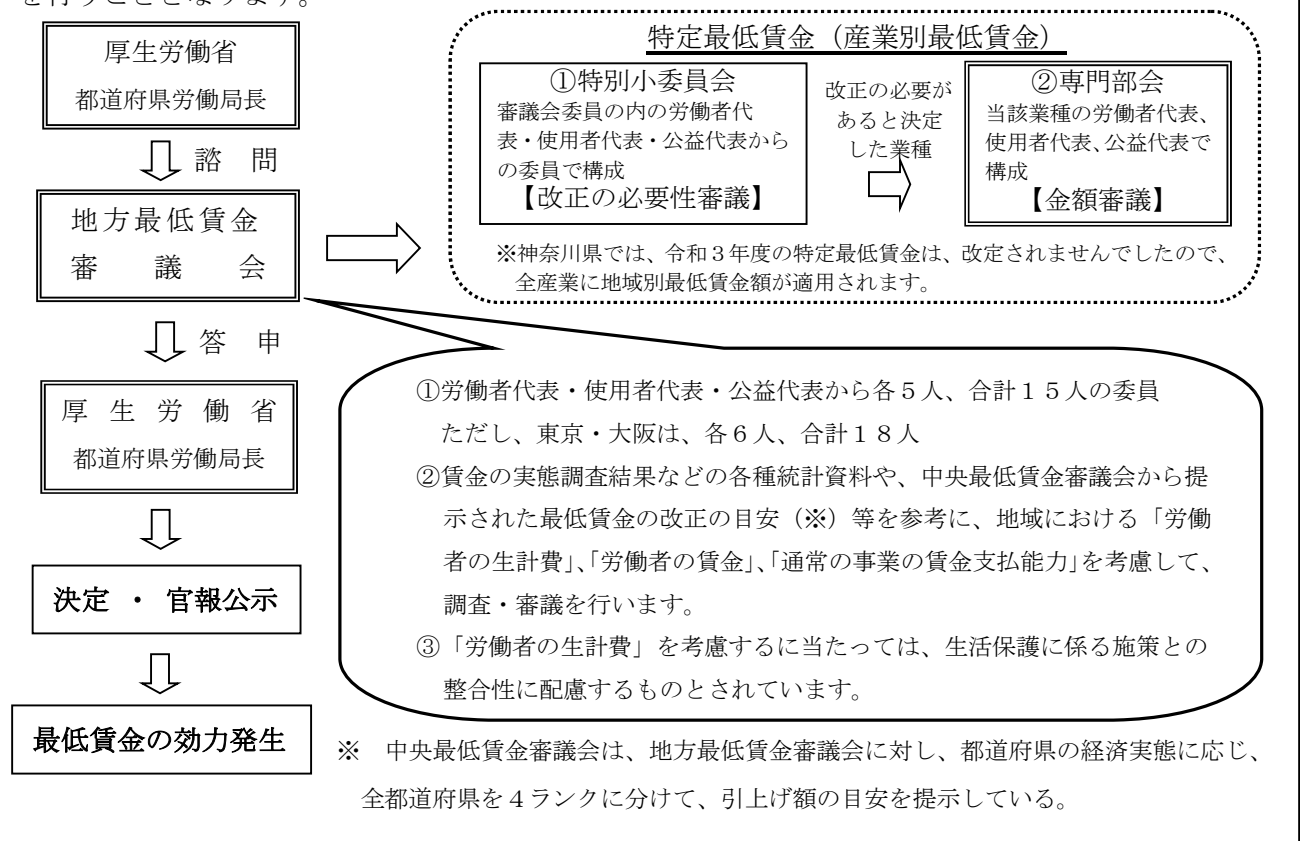 を行うこととなります。
厚生労働省
都道府県労働局長
諮 問
地方最低賃金
審 議 会
答 申
厚 生 労 働 省
都道府県労働局長
決定 ・ 官報公示
最低賃金の効力発生
特定最低賃金（産業別最低賃金）
①特別小委員会
審議会委員の内の労働者代
表・使用者代表・公益代表から
の委員で構成
【改正の必要性審議】
改正の必要が
あると決定
した業種
②専門部会
当該業種の労働者代表、
使用者代表、公益代表で
構成
【金額審議】
※神奈川県では、令和３年度の特定最低賃金は、改定されませんでしたので、
全産業に地域別最低賃金額が適用されます。
①労働者代表・使用者代表・公益代表から各５人、合計１５人の委員
ただし、東京・大阪は、各６人、合計１８人
②賃金の実態調査結果などの各種統計資料や、中央最低賃金審議会から提
示された最低賃金の改正の目安（※）等を参考に、地域における「労働
者の生計費」、「労働者の賃金」、「通常の事業の賃金支払能力」を考慮して、
調査・審議を行います。
③「労働者の生計費」を考慮するに当たっては、生活保護に係る施策との
整合性に配慮するものとされています。
※ 中央最低賃金審議会は、地方最低賃金審議会に対し、都道府県の経済実態に応じ、
全都道府県を４ランクに分けて、引上げ額の目安を提示している。